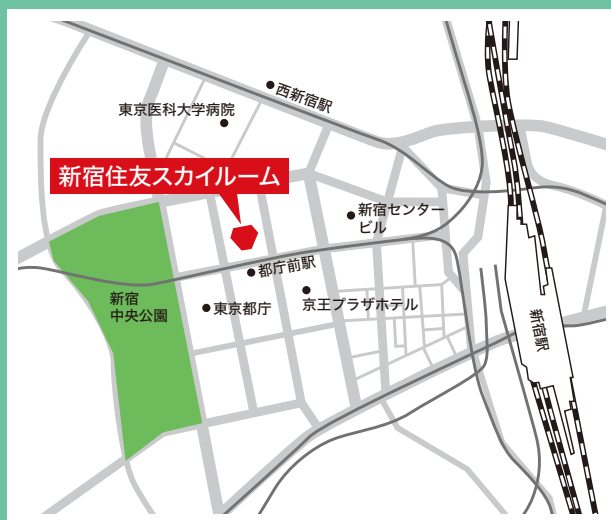 西新宿駅
東京医科大学病院
新宿住友スカイルーム
新宿センター
ビル
都庁前駅
新宿
中央公園
東京都庁
京王プラザホテル
新宿駅